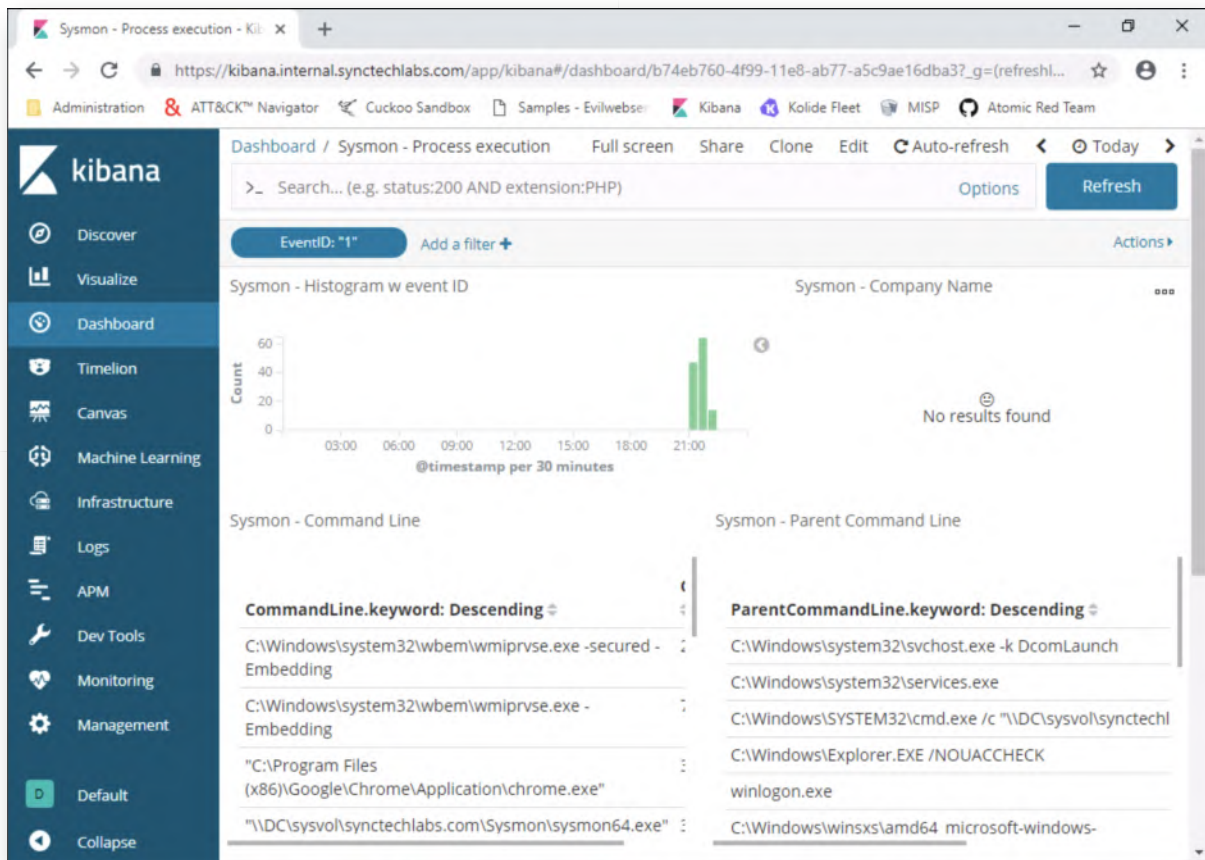 Sysmon - Process execution - Kib
https://kibana.internal.synctechlabs.com/app/kibana#/dashboard/b74eb760-4f99-11e8-ab77-a5c9ae16dba3?_g=(refreshI...
Administration ATT&CK™ Navigator Cuckoo Sandbox Samples - Evilwebser Kibana Kolide Fleet MISP Atomic Red Team
kibana
Discover
Visualize
Dashboard
Timelion
Canvas
Machine Learning
Infrastructure
Logs
APM
Dev Tools
Monitoring
Management
D Default
Collapse
Dashboard / Sysmon - Process execution Full screen Share Clone Edit Auto-refresh Today
>_ Search... (e.g. status:200 AND extension:PHP) Options Refresh
EventID: "1" Add a filter + Actions
Sysmon - Histogram w event ID
Count
60
40
20
0
03:00 06:00 09:00 12:00 15:00 18:00 21:00
@timestamp per 30 minutes
Sysmon - Company Name
No results found
Sysmon - Command Line
CommandLine.keyword: Descending
C:\Windows\system32\wbem\wmiprvse.exe -secured -
Embedding
C:\Windows\system32\wbem\wmiprvse.exe -
Embedding
"C:\Program Files
(x86)\Google\Chrome\Application\chrome.exe"
"\\DC\sysvol\synctechlabs.com\Sysmon\sysmon64.exe"
Sysmon - Parent Command Line
ParentCommandLine.keyword: Descending
C:\Windows\system32\svchost.exe -k DcomLaunch
C:\Windows\system32\services.exe
C:\Windows\SYSTEM32\cmd.exe /c "\\DC\sysvol\synctechl
C:\Windows\Explorer.EXE /NOUACCHECK
winlogon.exe
C:\Windows\winsxs\amd64_microsoft-windows-